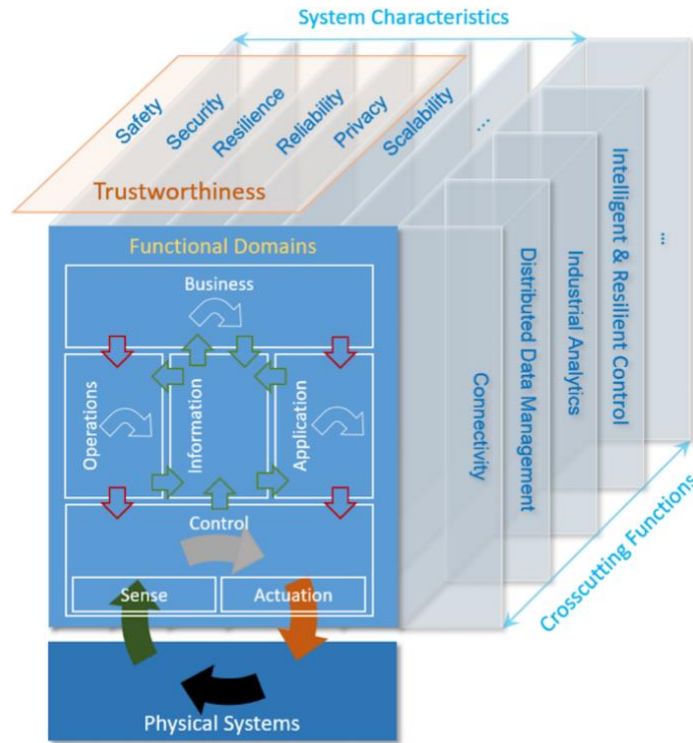 System Characteristics
Safety
Security
Resilience
Reliability
Privacy
Scalability
...
Trustworthiness
Functional Domains
Business
Operations
Information
Application
Control
Sense
Actuation
Physical Systems
Connectivity
Distributed Data Management
Industrial Analytics
Intelligent & Resilient Control
...
Crosscutting Functions